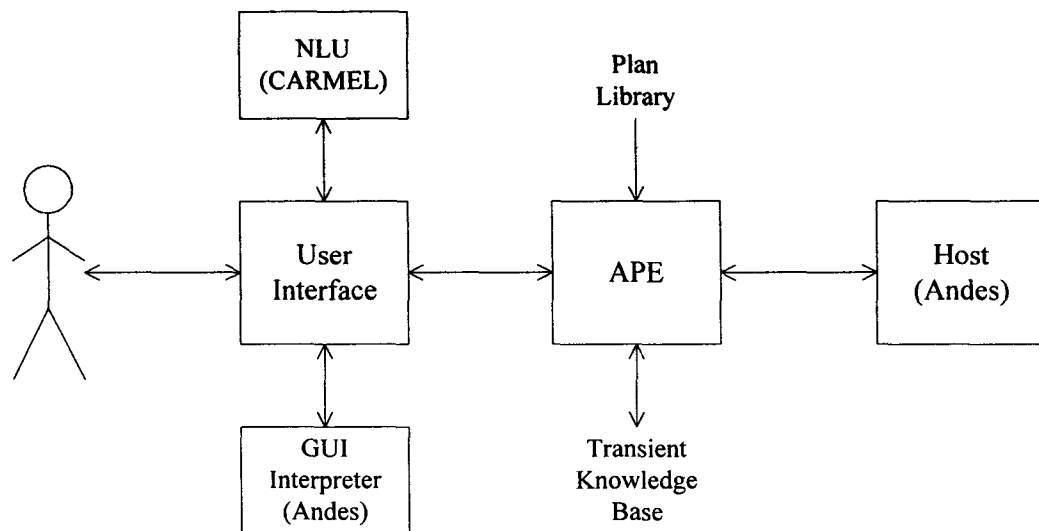 NLU
(CARMEL)
Plan
Library
User
Interface
APE
Host
(Andes)
GUI
Interpreter
(Andes)
Transient
Knowledge
Base